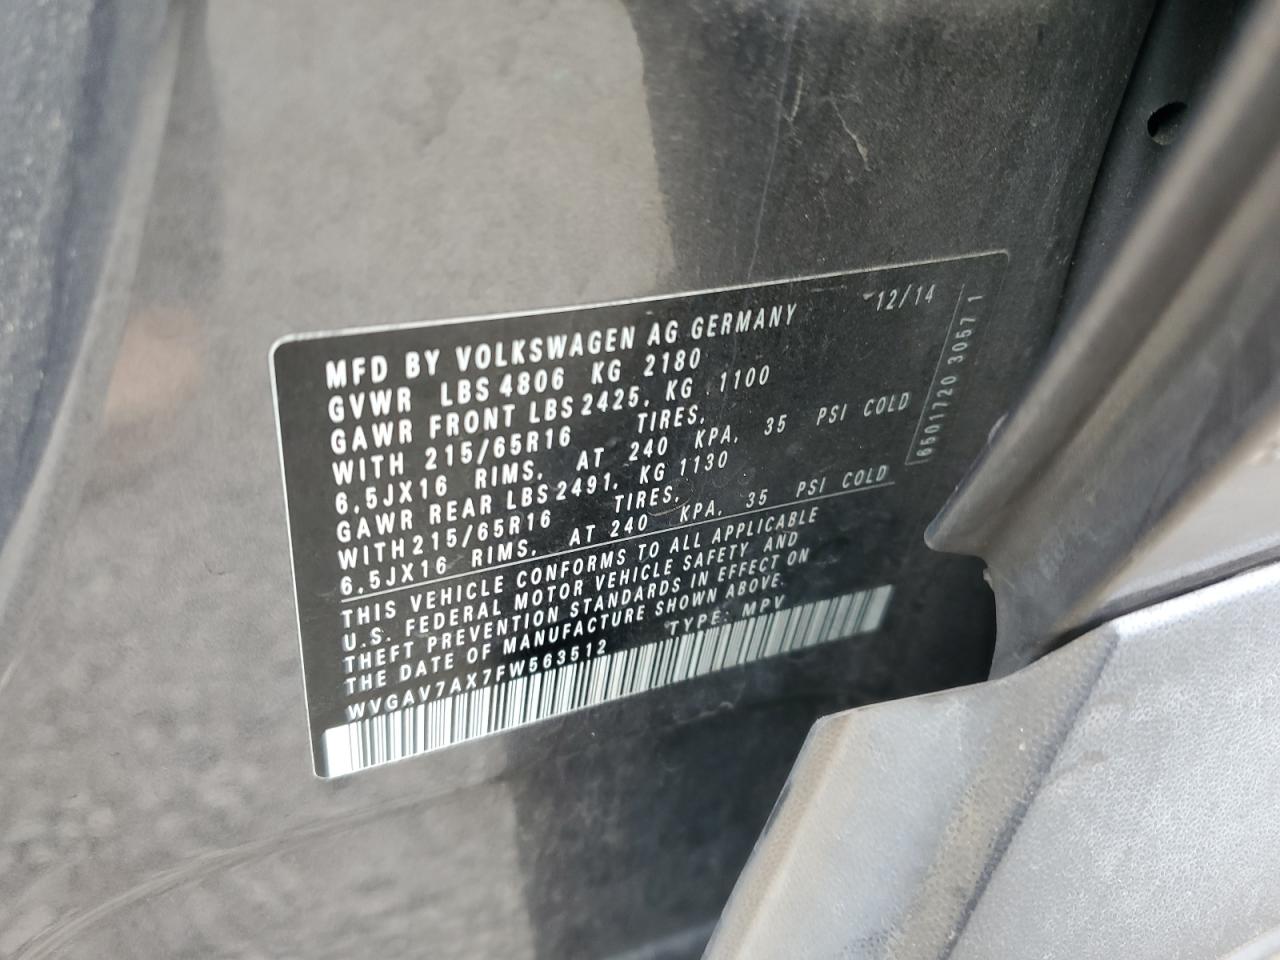 MFD BY VOLKSWAGEN AG GERMANY 12/14
GVWR LBS 4806 KG 2180
GAWR FRONT LBS 2425, KG 1100
WITH 215/65R16 TIRES,
6.5JX16 RIMS, AT 240 KPA, 35 PSI COLD
GAWR REAR LBS 2491, KG 1130
WITH 215/65R16 TIRES,
6.5JX16 RIMS, AT 240 KPA, 35 PSI COLD
THIS VEHICLE CONFORMS TO ALL APPLICABLE
U.S. FEDERAL MOTOR VEHICLE SAFETY AND
THEFT PREVENTION STANDARDS IN EFFECT ON
THE DATE OF MANUFACTURE SHOWN ABOVE.
WVGAV7AX7FW563512 TYPE: MPV
6501720 30571